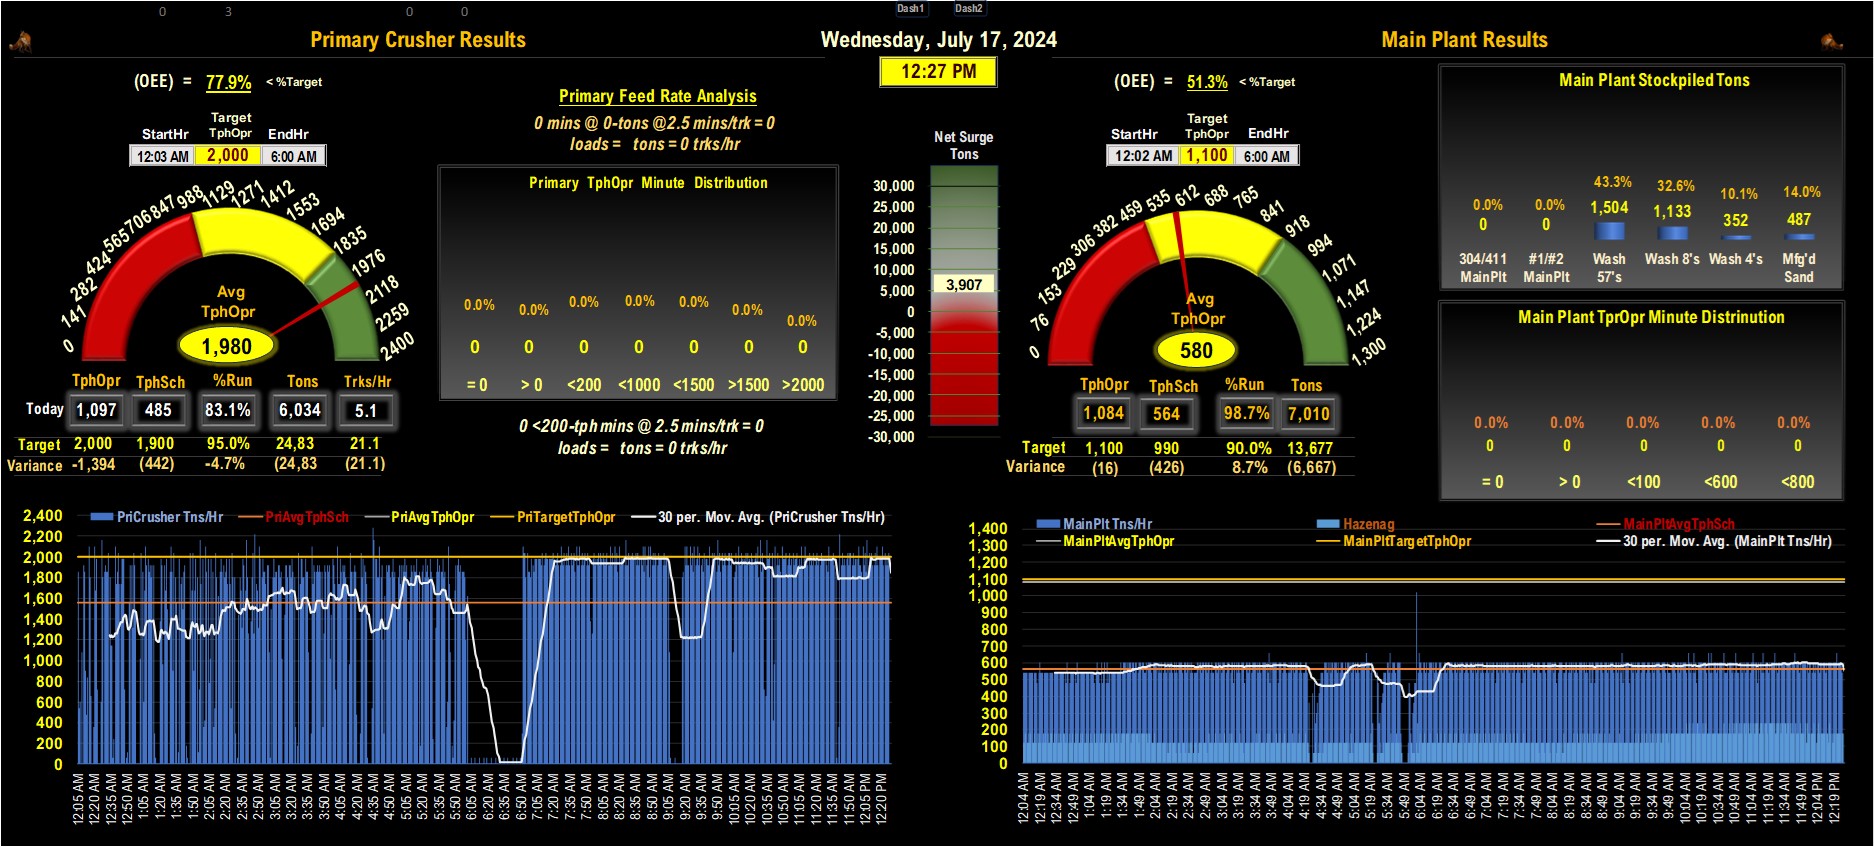 0 3 0 0 Dash1 Dash2
Primary Crusher Results
Wednesday, July 17, 2024
Main Plant Results
12:27 PM
(OEE) = 77.9% < %Target
Target
StartHr TphOpr EndHr
12:03 AM 2,000 6:00 AM
0 141 282 424 565 706 847 988 1129 1271 1412 1553 1694 1835 1976 2118 2259 2400
Avg
TphOpr
1,980
TphOpr TphSch %Run Tons Trks/Hr
Today 1,097 485 83.1% 6,034 5.1
Target 2,000 1,900 95.0% 24,83 21.1
Variance -1,394 (442) -4.7% (24,83 (21.1)
Primary Feed Rate Analysis
0 mins @ 0-tons @2.5 mins/trk = 0
loads = tons = 0 trks/hr
Primary TphOpr Minute Distribution
0.0% 0.0% 0.0% 0.0% 0.0% 0.0% 0.0%
0 0 0 0 0 0 0
= 0 > 0 <200 <1000 <1500 >1500 >2000
0 <200-tph mins @ 2.5 mins/trk = 0
loads = tons = 0 trks/hr
Net Surge
Tons
30,000
25,000
20,000
15,000
10,000
5,000
3,907
0
-5,000
-10,000
-15,000
-20,000
-25,000
-30,000
(OEE) = 51.3% < %Target
Target
StartHr TphOpr EndHr
12:02 AM 1,100 6:00 AM
0 76 153 229 306 382 459 535 612 688 765 841 918 994 1,071 1,147 1,224 1,300
Avg
TphOpr
580
TphOpr TphSch %Run Tons
1,084 564 98.7% 7,010
Target 1,100 990 90.0% 13,677
Variance (16) (426) 8.7% (6,667)
Main Plant Stockpiled Tons
0.0% 0.0% 43.3% 32.6% 10.1% 14.0%
0 0 1,504 1,133 352 487
304/411 #1/#2 Wash Wash 8's Wash 4's Mfg'd
MainPlt MainPlt 57's Sand
Main Plant TprOpr Minute Distrinution
0.0% 0.0% 0.0% 0.0% 0.0%
0 0 0 0 0
= 0 > 0 <100 <600 <800
PriCrusher Tns/Hr PriAvgTphSch PriAvgTphOpr PriTargetTphOpr 30 per. Mov. Avg. (PriCrusher Tns/Hr)
2,400
2,200
2,000
1,800
1,600
1,400
1,200
1,000
800
600
400
200
0
12:05 AM 12:20 AM 12:35 AM 12:50 AM 1:05 AM 1:20 AM 1:35 AM 1:50 AM 2:05 AM 2:20 AM 2:35 AM 2:50 AM 3:05 AM 3:20 AM 3:35 AM 3:50 AM 4:05 AM 4:20 AM 4:35 AM 4:50 AM 5:05 AM 5:20 AM 5:35 AM 5:50 AM 6:05 AM 6:20 AM 6:35 AM 6:50 AM 7:05 AM 7:20 AM 7:35 AM 7:50 AM 8:05 AM 8:20 AM 8:35 AM 8:50 AM 9:05 AM 9:20 AM 9:35 AM 9:50 AM 10:05 AM 10:20 AM 10:35 AM 10:50 AM 11:05 AM 11:20 AM 11:35 AM 11:50 AM 12:05 PM 12:20 PM
MainPlt Tns/Hr Hazenag MainPltAvgTphSch
MainPltAvgTphOpr MainPltTargetTphOpr 30 per. Mov. Avg. (MainPlt Tns/Hr)
1,400
1,300
1,200
1,100
1,000
900
800
700
600
500
400
300
200
100
0
12:04 AM 12:19 AM 12:34 AM 12:49 AM 1:04 AM 1:19 AM 1:34 AM 1:49 AM 2:04 AM 2:19 AM 2:34 AM 2:49 AM 3:04 AM 3:19 AM 3:34 AM 3:49 AM 4:04 AM 4:19 AM 4:34 AM 4:49 AM 5:04 AM 5:19 AM 5:34 AM 5:49 AM 6:04 AM 6:19 AM 6:34 AM 6:49 AM 7:04 AM 7:19 AM 7:34 AM 7:49 AM 8:04 AM 8:19 AM 8:34 AM 8:49 AM 9:04 AM 9:19 AM 9:34 AM 9:49 AM 10:04 AM 10:19 AM 10:34 AM 10:49 AM 11:04 AM 11:19 AM 11:34 AM 11:49 AM 12:04 PM 12:19 PM